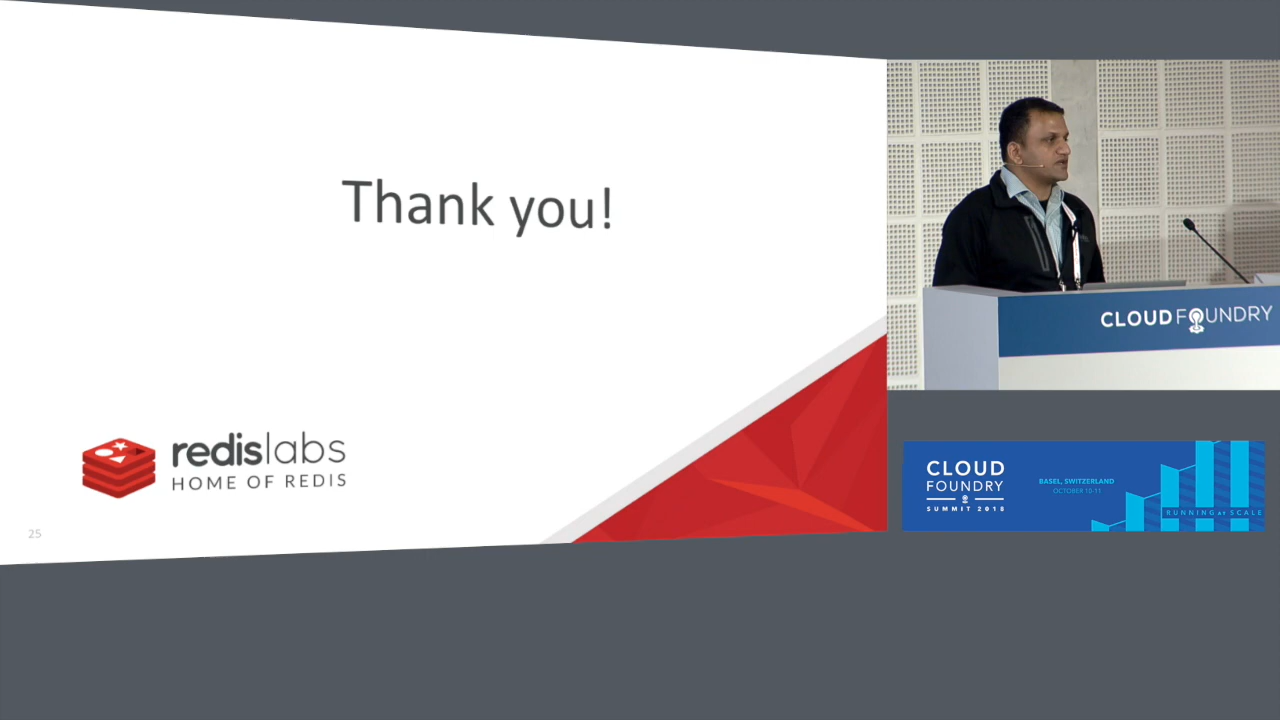 Thank you!
redislabs
HOME OF REDIS
25
CLOUD FOUNDRY
CLOUD
FOUNDRY
SUMMIT 2018
BASEL, SWITZERLAND
OCTOBER 10-11
RUNNING at SCALE